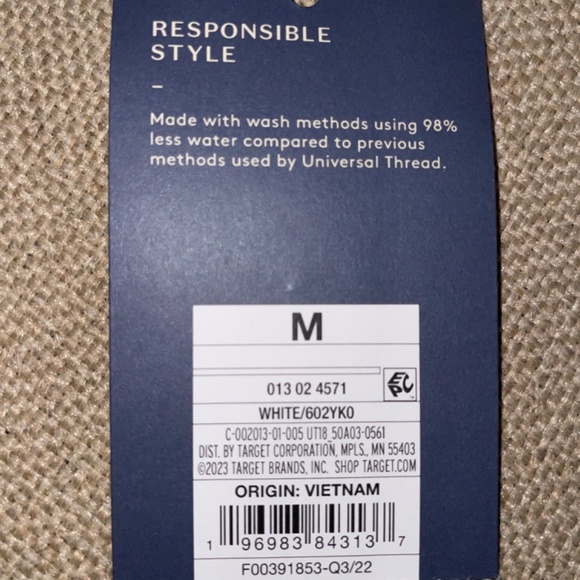 RESPONSIBLE
STYLE
–
Made with wash methods using 98%
less water compared to previous
methods used by Universal Thread.
M
013 02 4571
EPC
WHITE/602YK0
C-002013-01-005 UT18_50A03-0561
DIST. BY TARGET CORPORATION, MPLS., MN 55403
©2023 TARGET BRANDS, INC. SHOP TARGET.COM
ORIGIN: VIETNAM
1 96983 84313 7
F00391853-Q3/22